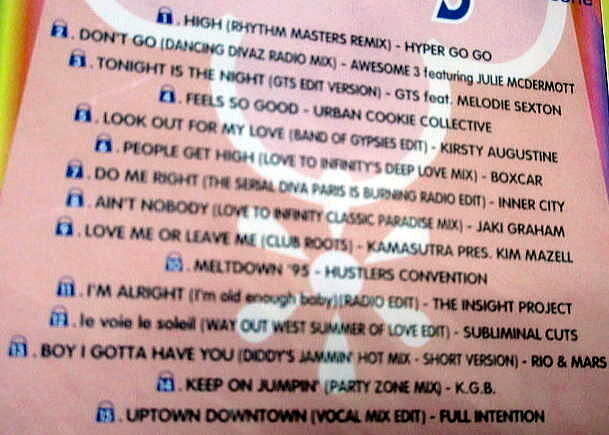 1. HIGH (RHYTHM MASTERS REMIX) - HYPER GO GO
2. DON'T GO (DANCING DIVAZ RADIO MIX) - AWESOME 3 featuring JULIE MCDERMOTT
3. TONIGHT IS THE NIGHT (GTS EDIT VERSION) - GTS feat. MELODIE SEXTON
4. FEELS SO GOOD - URBAN COOKIE COLLECTIVE
5. LOOK OUT FOR MY LOVE (BAND OF GYPSIES EDIT) - KIRSTY AUGUSTINE
6. PEOPLE GET HIGH (LOVE TO INFINITY'S DEEP LOVE MIX) - BOXCAR
7. DO ME RIGHT (THE SERIAL DIVA PARIS IS BURNING RADIO EDIT) - INNER CITY
8. AIN'T NOBODY (LOVE TO INFINITY CLASSIC PARADISE MIX) - JAKI GRAHAM
9. LOVE ME OR LEAVE ME (CLUB ROOTS) - KAMASUTRA PRES. KIM MAZELL
10. MELTDOWN '95 - HUSTLERS CONVENTION
11. I'M ALRIGHT (I'm old enough baby)(RADIO EDIT) - THE INSIGHT PROJECT
12. le voie le soleil (WAY OUT WEST SUMMER OF LOVE EDIT) - SUBLIMINAL CUTS
13. BOY I GOTTA HAVE YOU (DIDDY'S JAMMIN' HOT MIX - SHORT VERSION) - RIO & MARS
14. KEEP ON JUMPIN' (PARTY ZONE MIX) - K.G.B.
15. UPTOWN DOWNTOWN (VOCAL MIX EDIT) - FULL INTENTION